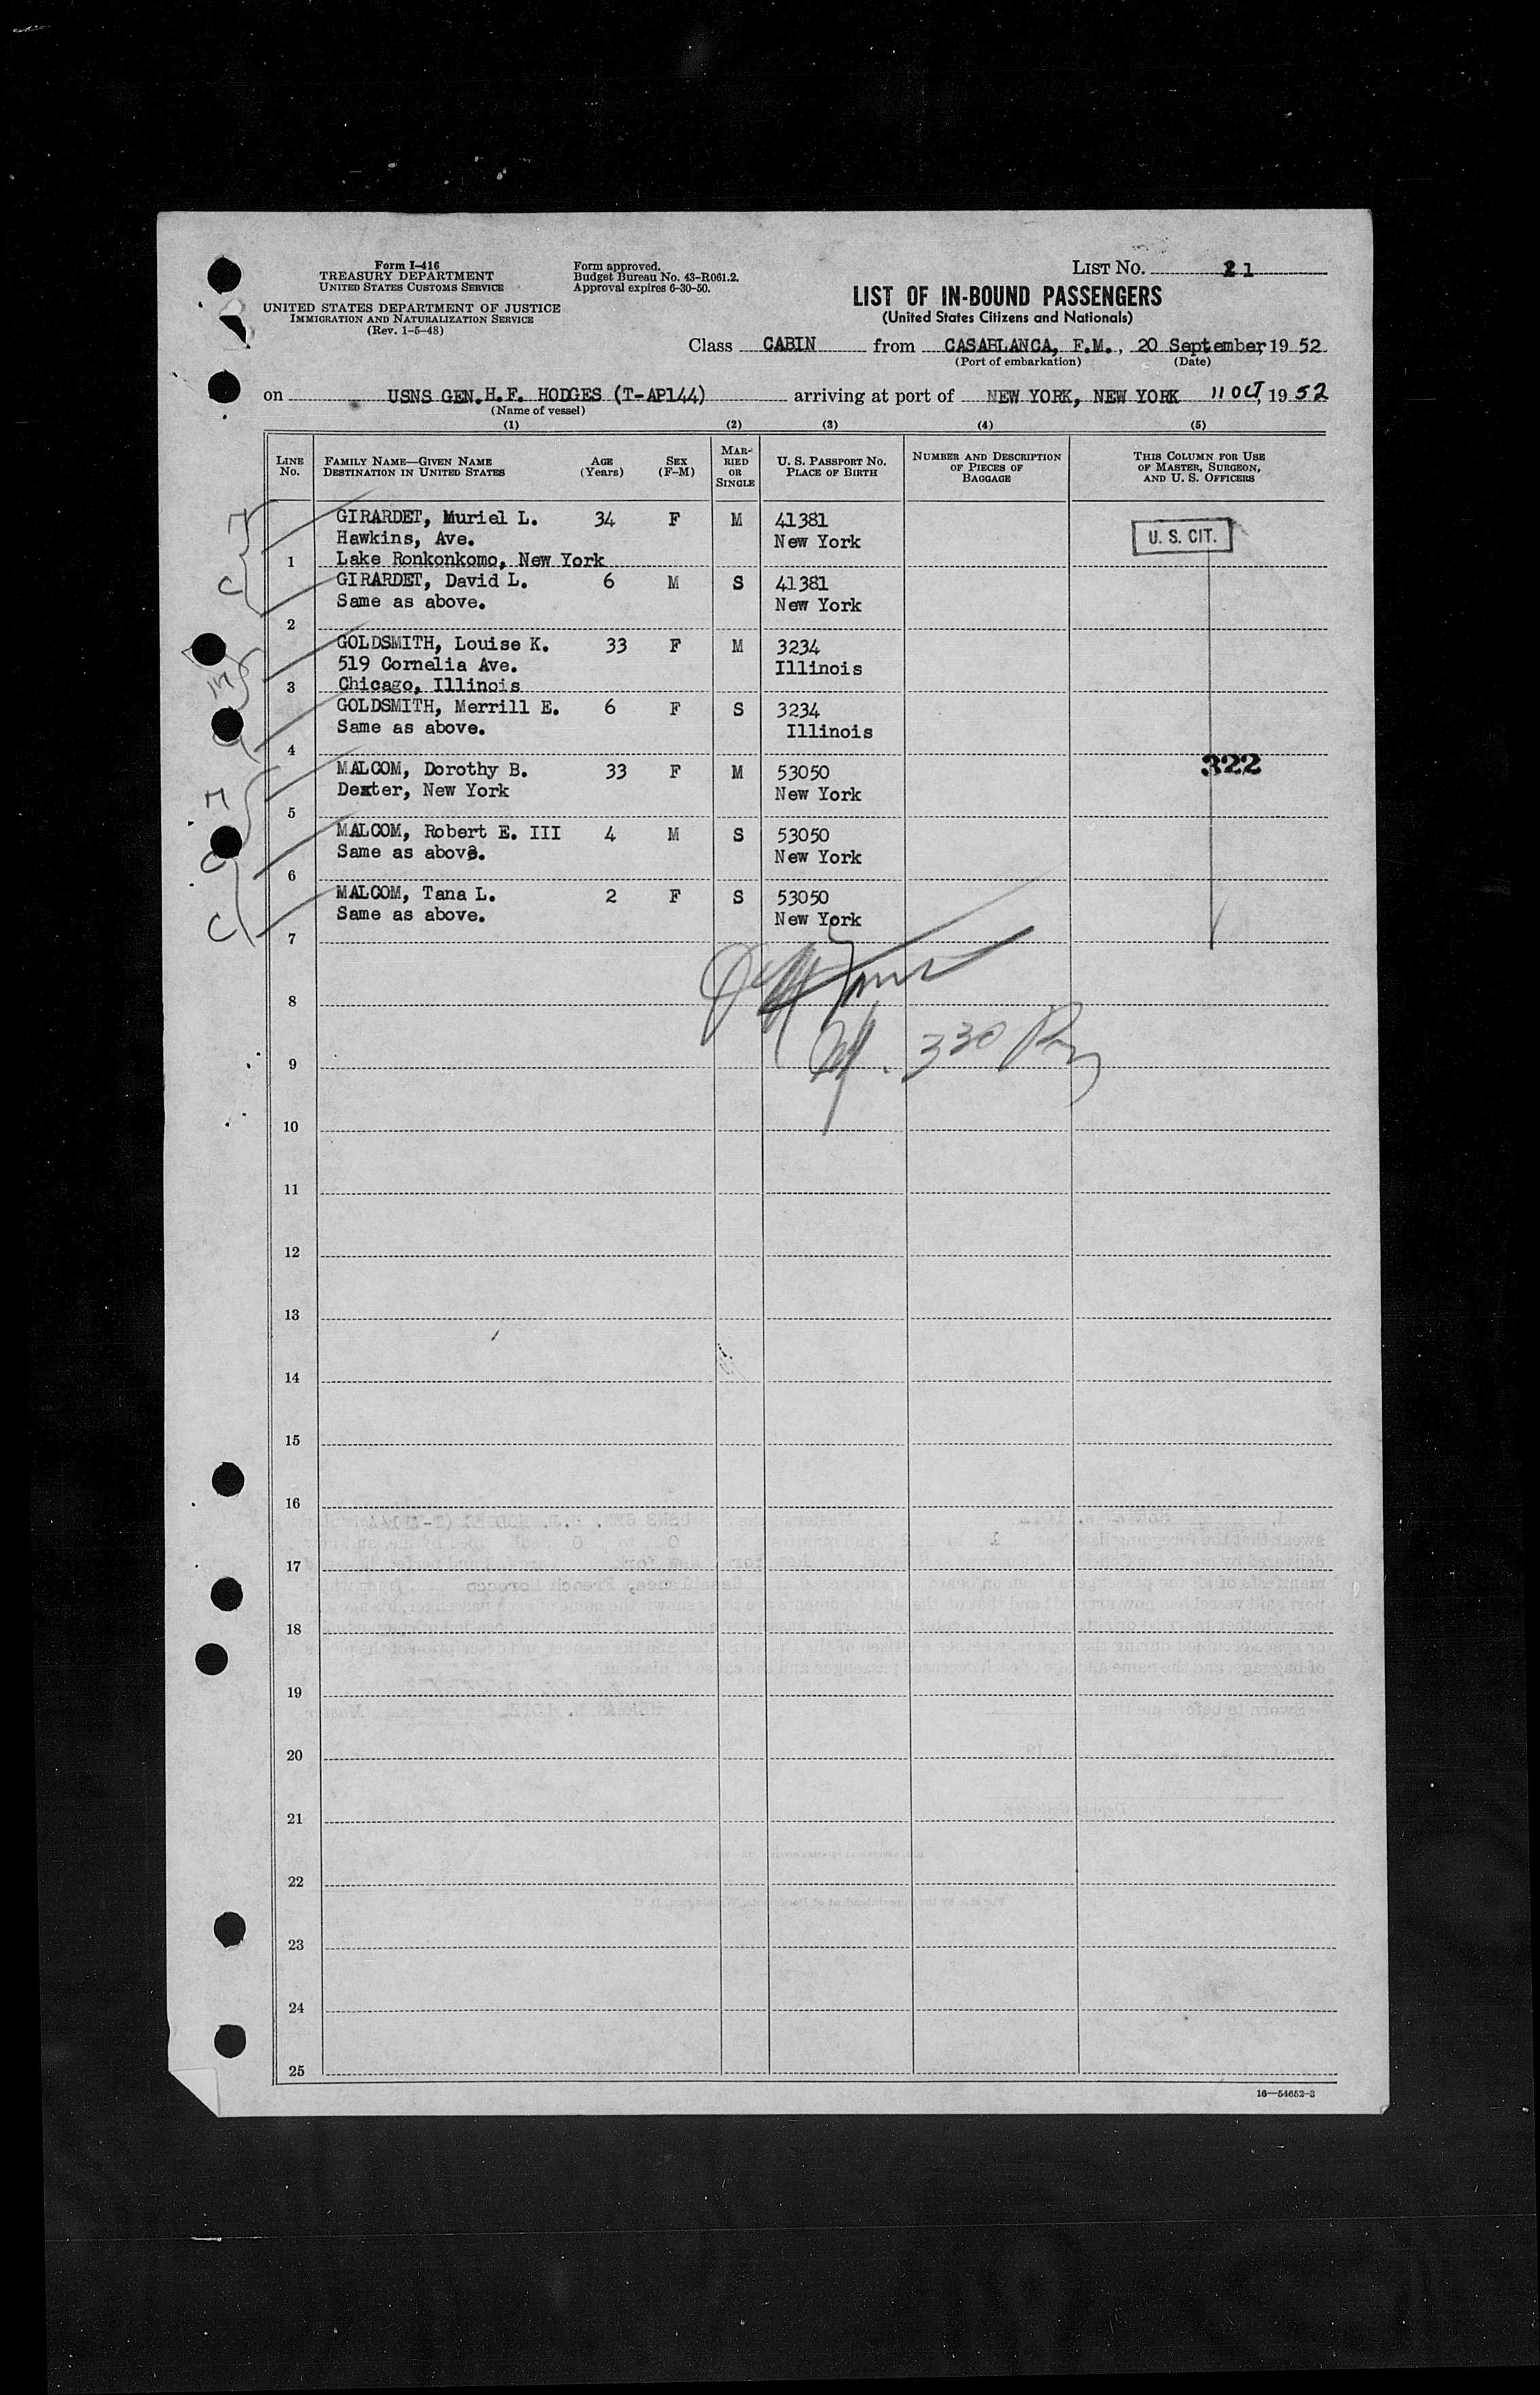 Form I-416
TREASURY DEPARTMENT
UNITED STATES CUSTOMS SERVICE
UNITED STATES DEPARTMENT OF JUSTICE
IMMIGRATION AND NATURALIZATION SERVICE
(Rev. 1-5-48)
Form approved.
Budget Bureau No. 43-R061.2.
Approval expires 6-30-50.
LIST NO. 21
LIST OF IN-BOUND PASSENGERS
(United States Citizens and Nationals)
Class CABIN from CASABLANCA, F.M., 20 September, 1952
(Port of embarkation) (Date)
on USNS GEN. H.F. HODGES (T-AP144) arriving at port of NEW YORK, NEW YORK 11 OCT, 1952
(Name of vessel)
(1) (2) (3) (4) (5)
LINE NO. FAMILY NAME—GIVEN NAME DESTINATION IN UNITED STATES AGE (Years) SEX (F-M) MARRIED OR SINGLE U. S. PASSPORT NO. PLACE OF BIRTH NUMBER AND DESCRIPTION OF PIECES OF BAGGAGE THIS COLUMN FOR USE OF MASTER, SURGEON, AND U. S. OFFICERS
GIRARDET, Muriel L. 34 F M 41381
Hawkins, Ave. New York U. S. CIT.
1 Lake Ronkonkomo, New York
GIRARDET, David L. 6 M S 41381
Same as above. New York
2
GOLDSMITH, Louise K. 33 F M 3234
519 Cornelia Ave. Illinois
3 Chicago, Illinois
GOLDSMITH, Merrill E. 6 F S 3234
Same as above. Illinois
4
MALCOM, Dorothy B. 33 F M 53050 322
Dexter, New York New York
5
MALCOM, Robert E. III 4 M S 53050
Same as above. New York
6
MALCOM, Tana L. 2 F S 53050
Same as above. New York
7
8
330
9
10
11
12
13
14
15
16
17
18
19
20
21
22
23
24
25
16—54652-3